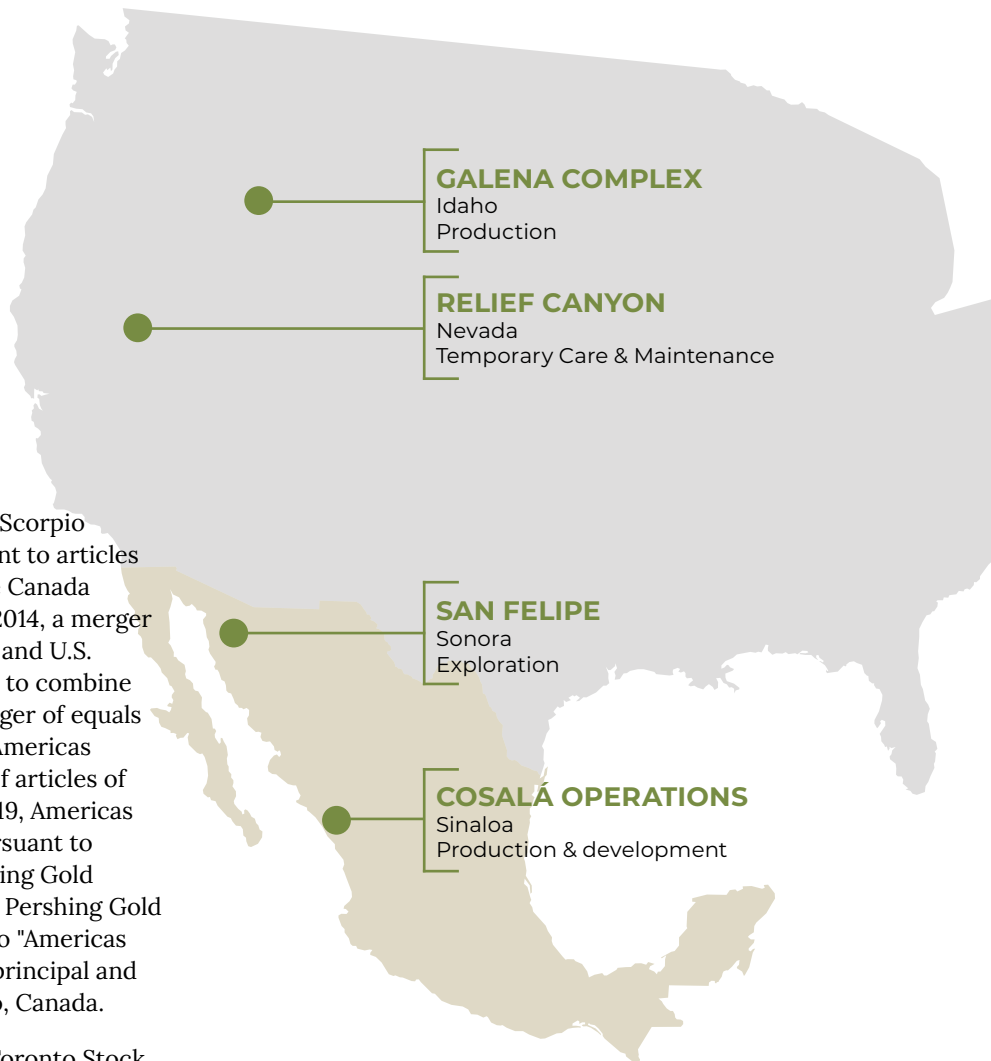 GALENA COMPLEX
Idaho
Production
RELIEF CANYON
Nevada
Temporary Care & Maintenance
Scorpio
nt to articles
Canada
2014, a merger
and U.S.
to combine
ger of equals
Americas
f articles of
19, Americas
rsuant to
ing Gold
Pershing Gold
o "Americas
principal and
o, Canada.
Toronto Stock
SAN FELIPE
Sonora
Exploration
COSALÁ OPERATIONS
Sinaloa
Production & development